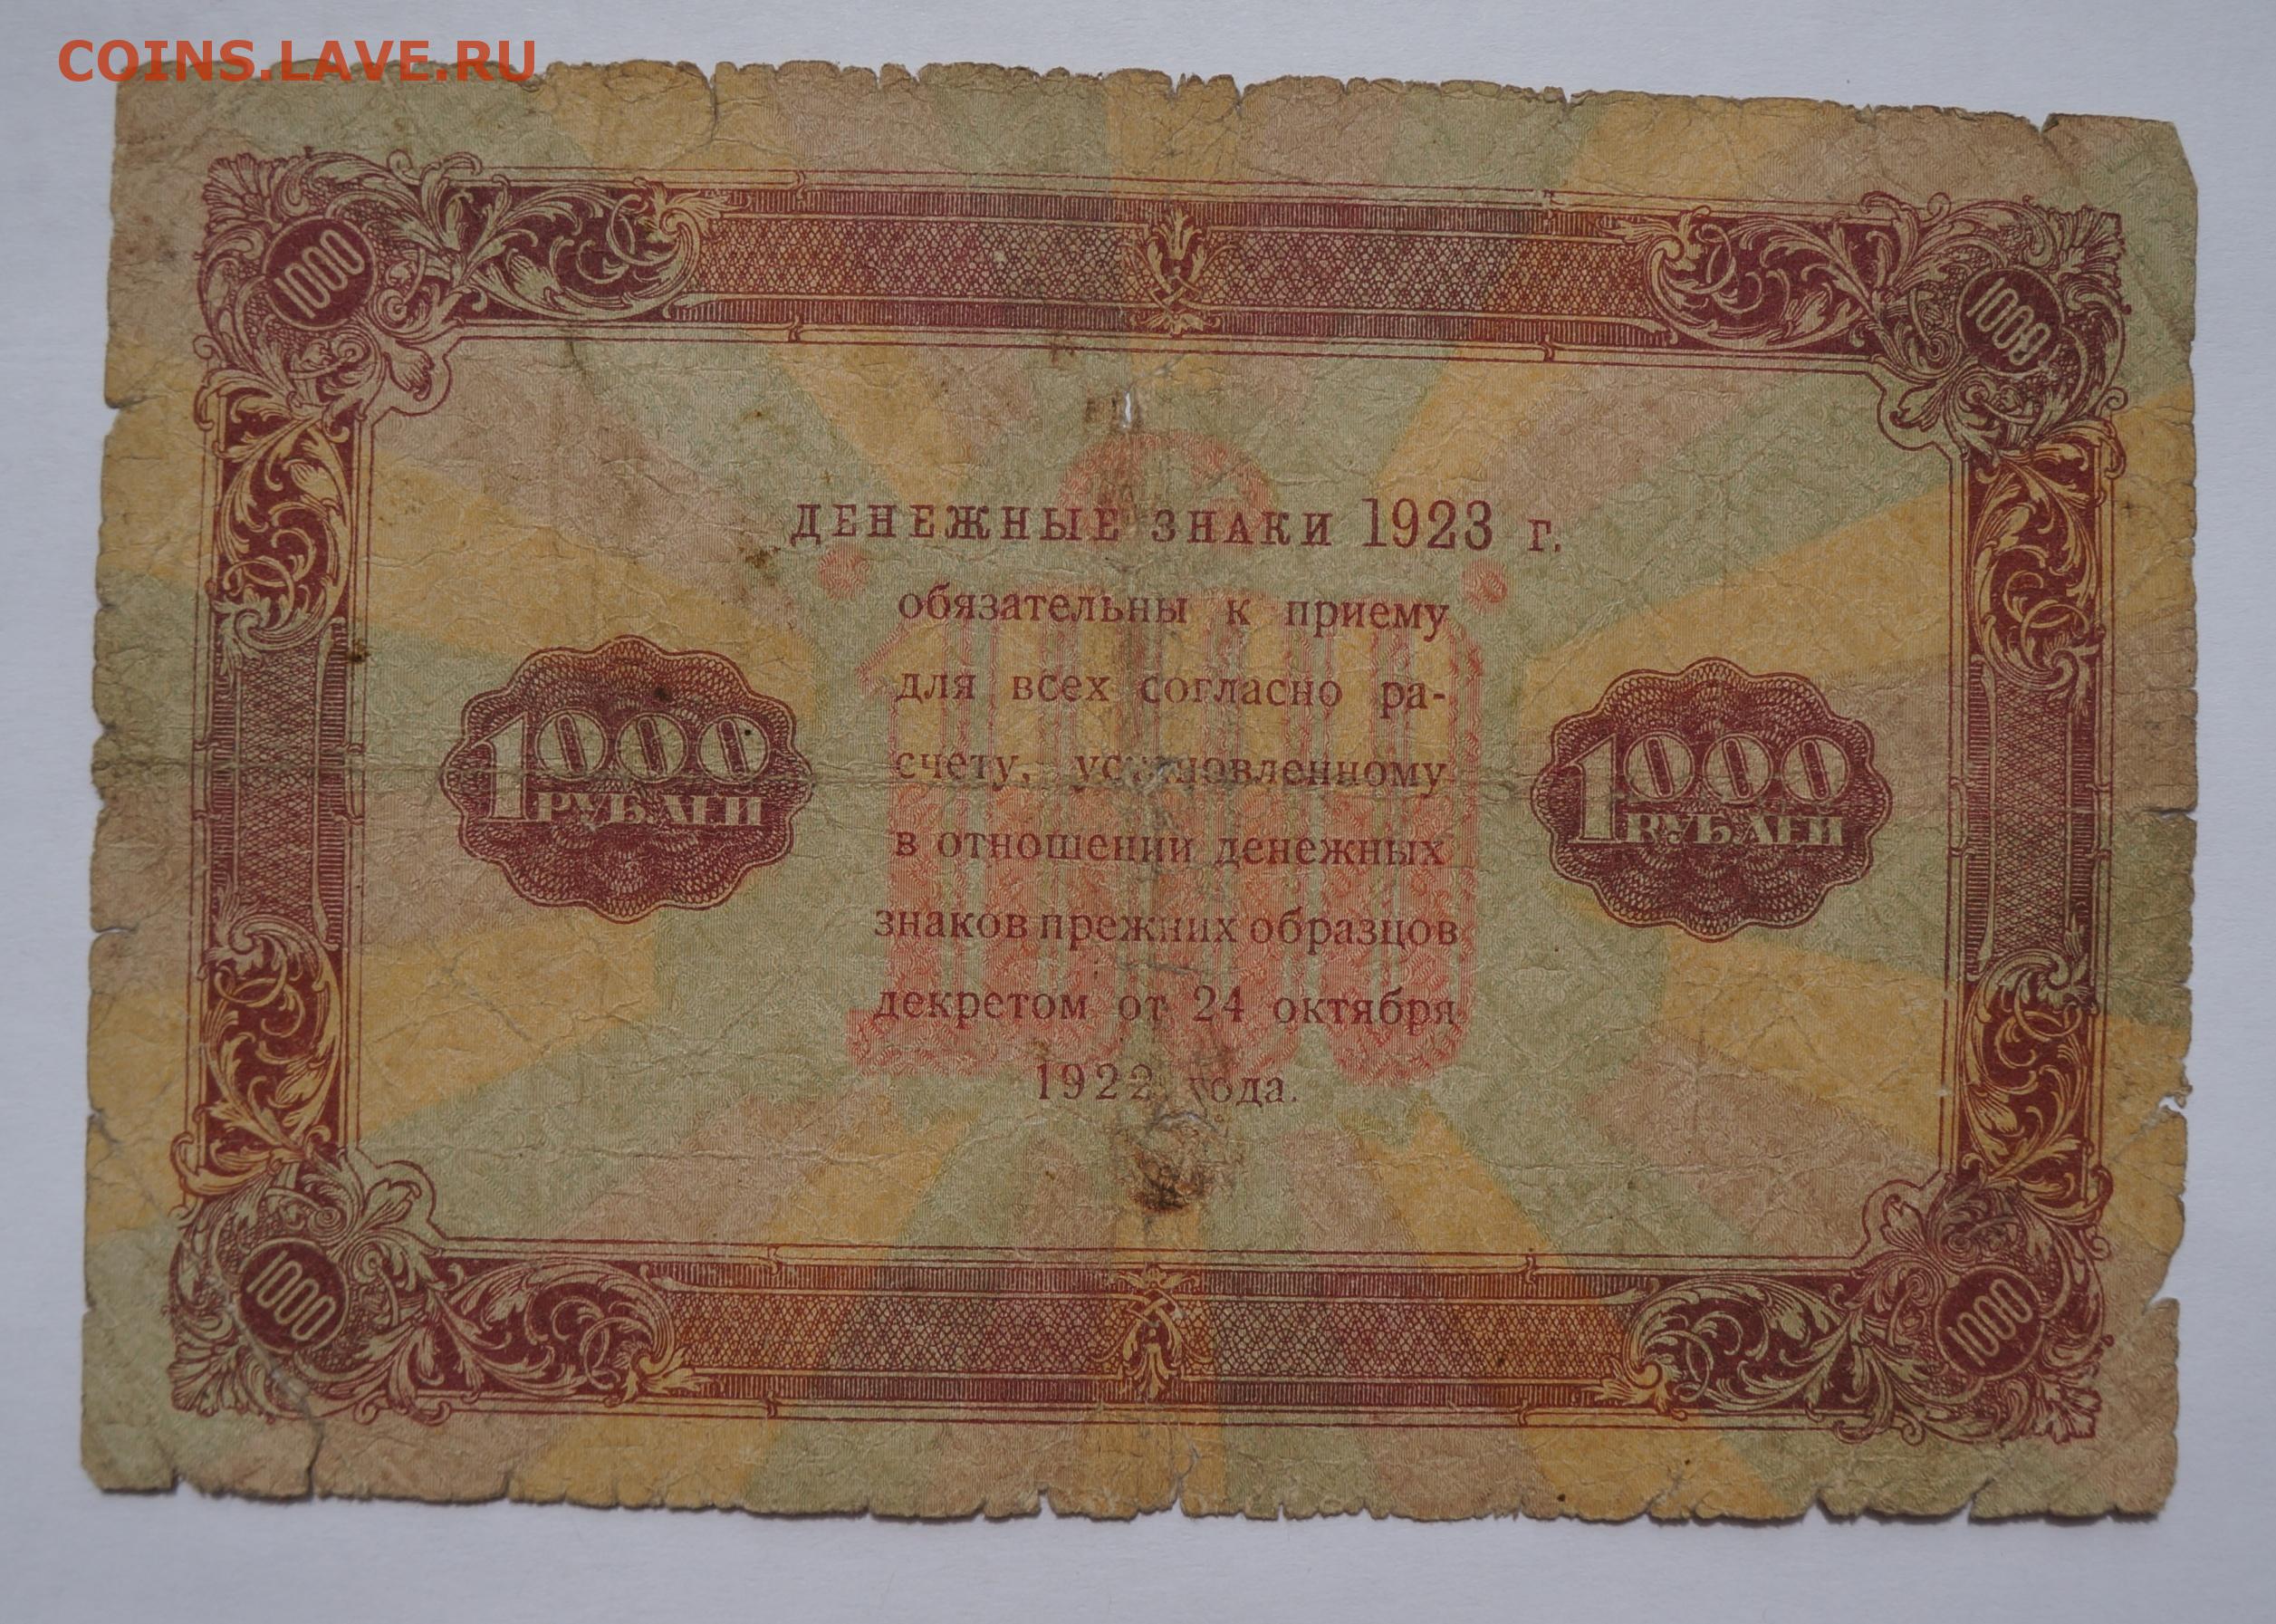 COINS.LAVE.RU
1000
1000
ДЕНЕЖНЫЕ ЗНАКИ 1923 г.
обязательны к приему
для всех согласно ра-
счету, установленному
в отношении денежных
знаков прежних образцов
декретом от 24 октября
1922 года.
1000
РУБЛЕЙ
1000
РУБЛЕЙ
1000
1000